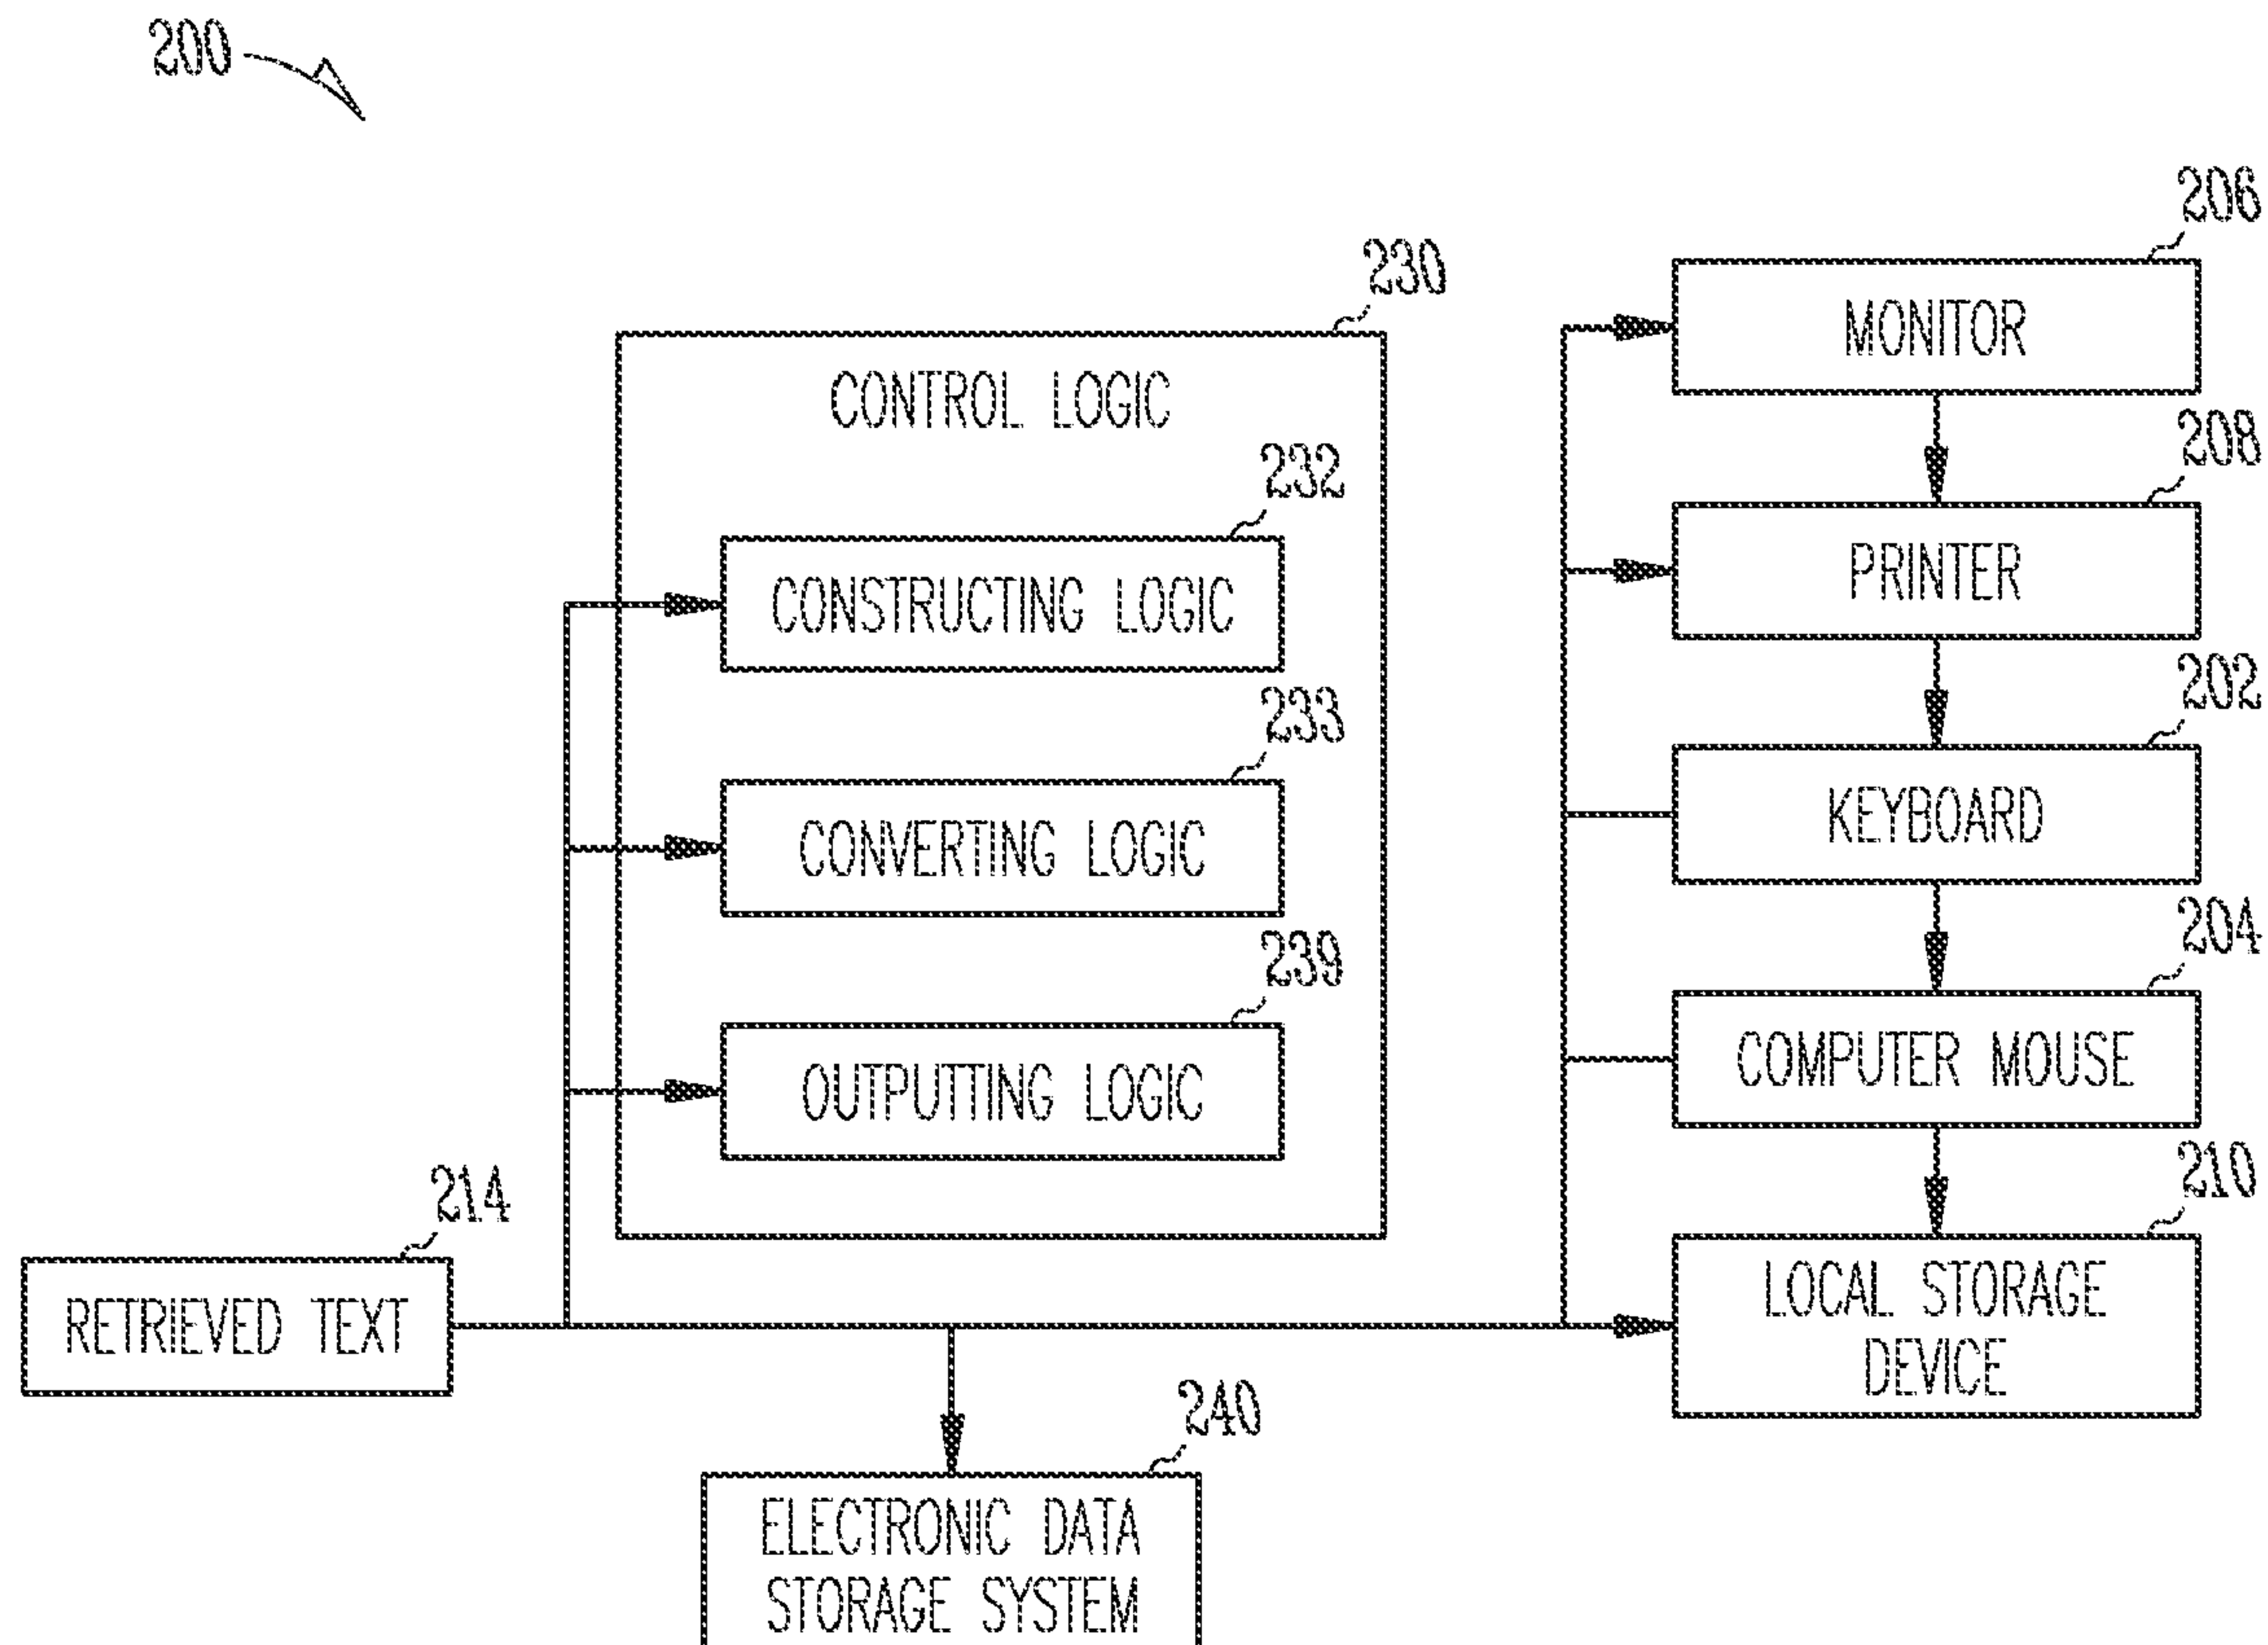 200
206
230
MONITOR
CONTROL LOGIC
208
232
PRINTER
CONSTRUCTING LOGIC
202
233
KEYBOARD
CONVERTING LOGIC
204
239
COMPUTER MOUSE
OUTPUTTING LOGIC
210
214
LOCAL STORAGE
DEVICE
RETRIEVED TEXT
240
ELECTRONIC DATA
STORAGE SYSTEM